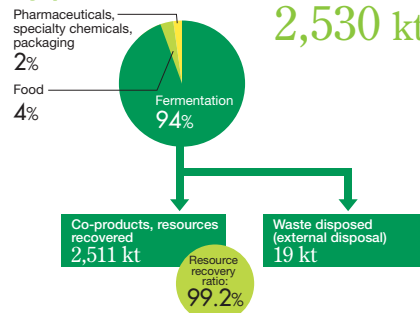 Pharmaceuticals,
specialty chemicals,
packaging
2%
Food
4%
2,530 kt
Fermentation
94%
Co-products, resources
recovered
2,511 kt
Waste disposed
(external disposal)
19 kt
Resource
recovery
ratio:
99.2%